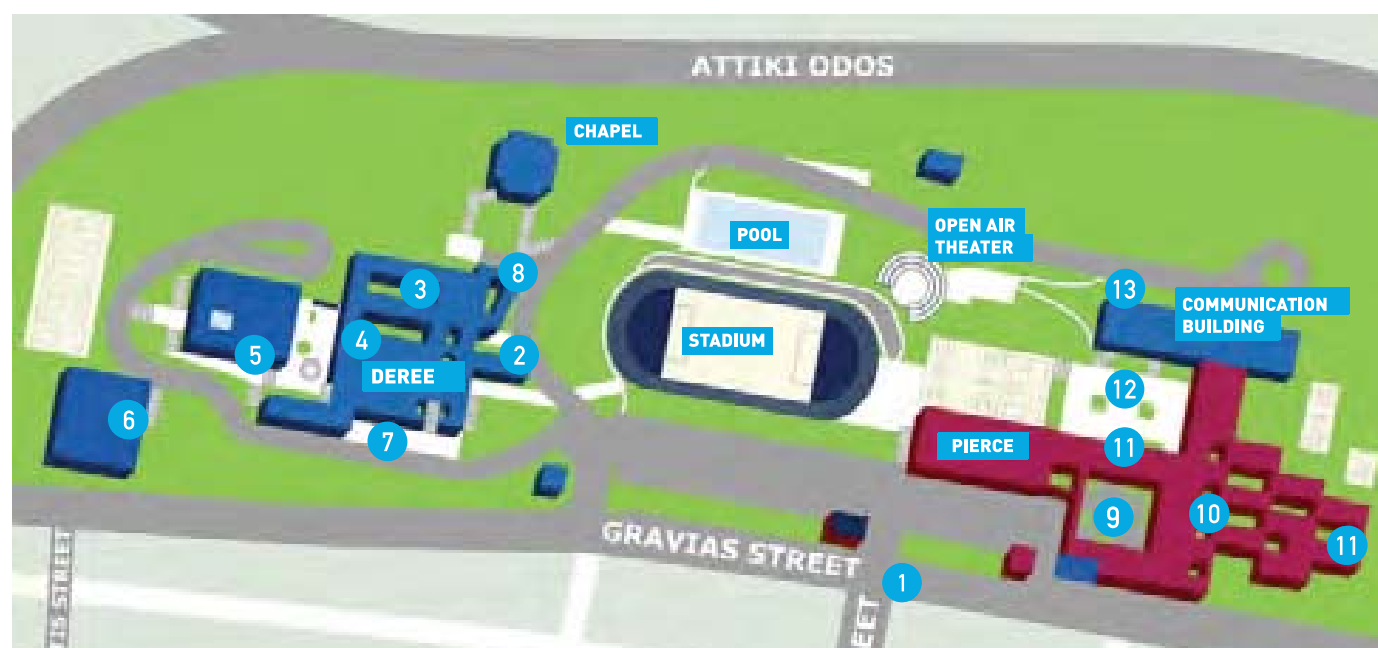 ATTIKI ODOS
CHAPEL
POOL
OPEN AIR
THEATER
8
3
13
COMMUNICATION
BUILDING
4
STADIUM
5
2
DEREE
12
6
7
PIERCE
11
9
10
11
GRAVIAS STREET
1